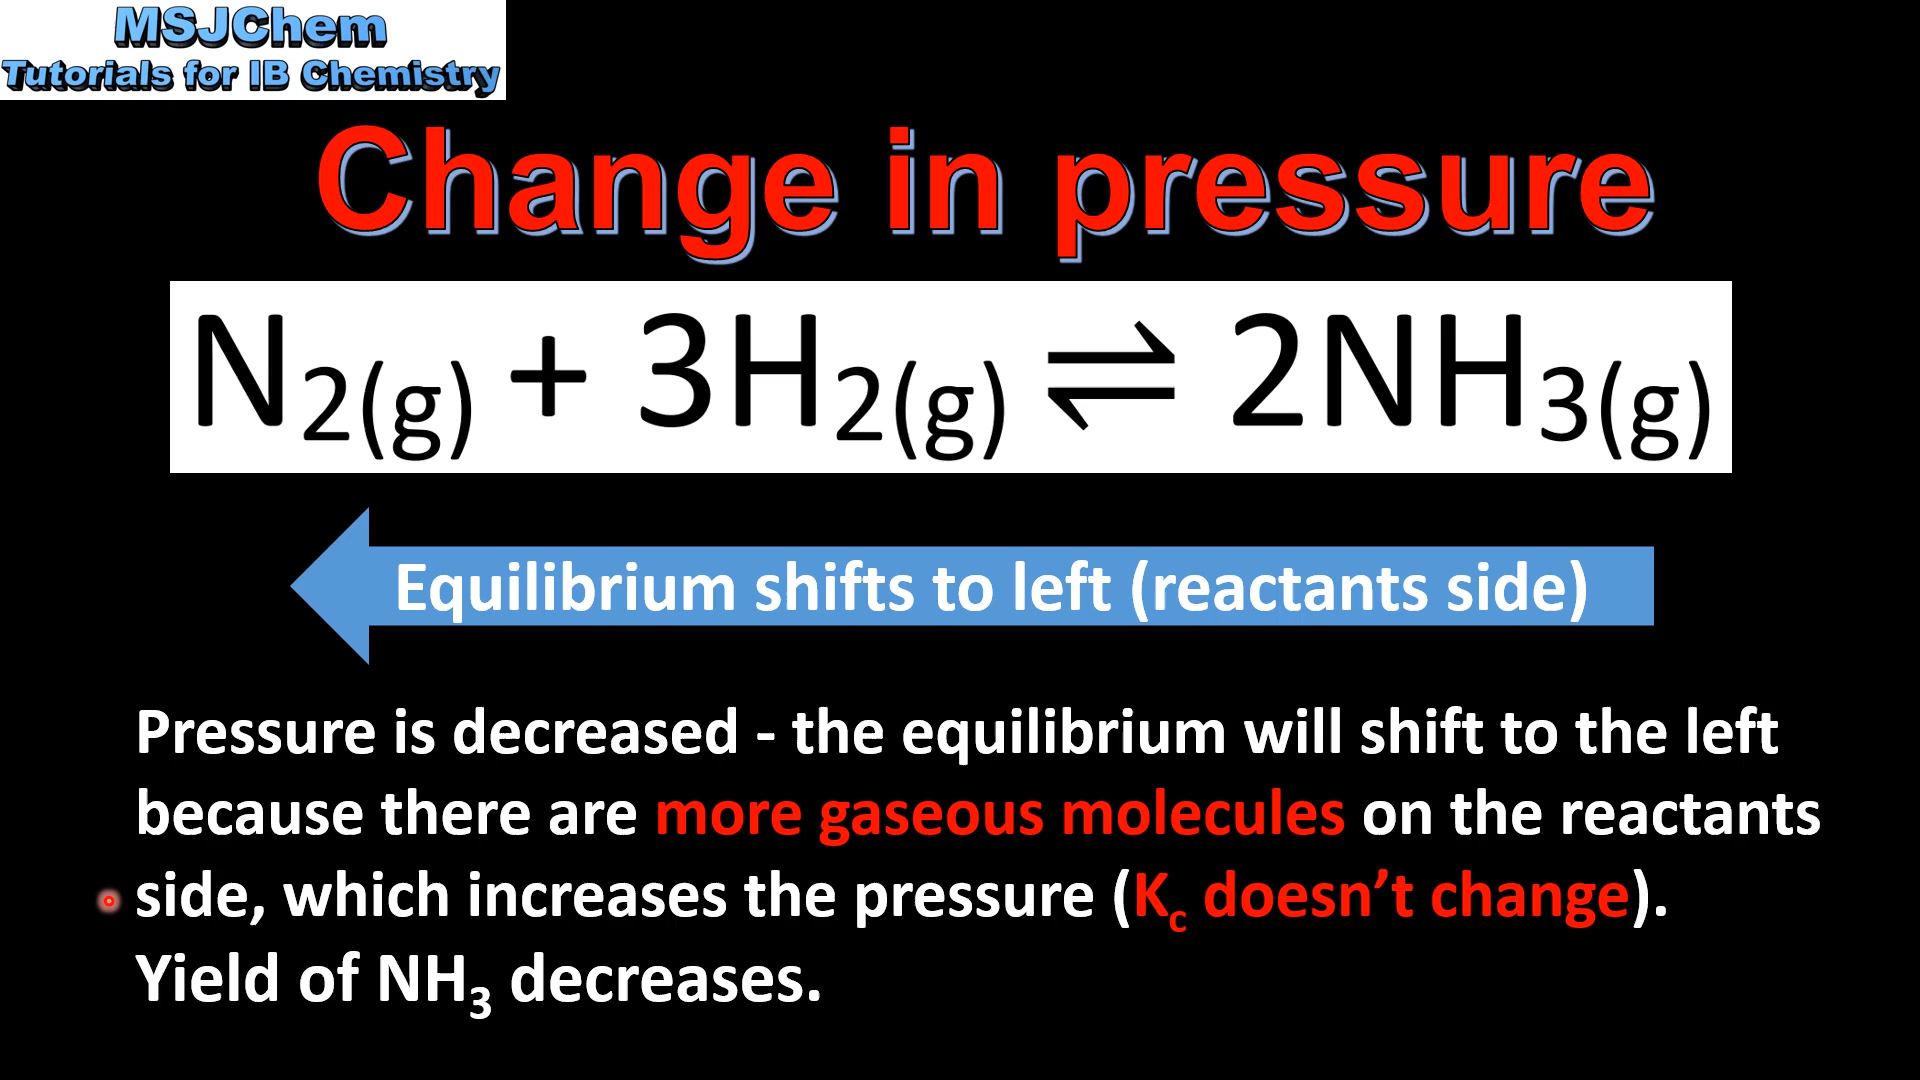 MSJChem
Tutorials for IB Chemistry
Change in pressure
N₂(g) + 3H₂(g) ⇌ 2NH₃(g)
Equilibrium shifts to left (reactants side)
Pressure is decreased - the equilibrium will shift to the left
because there are more gaseous molecules on the reactants
side, which increases the pressure (Kc doesn’t change).
Yield of NH₃ decreases.